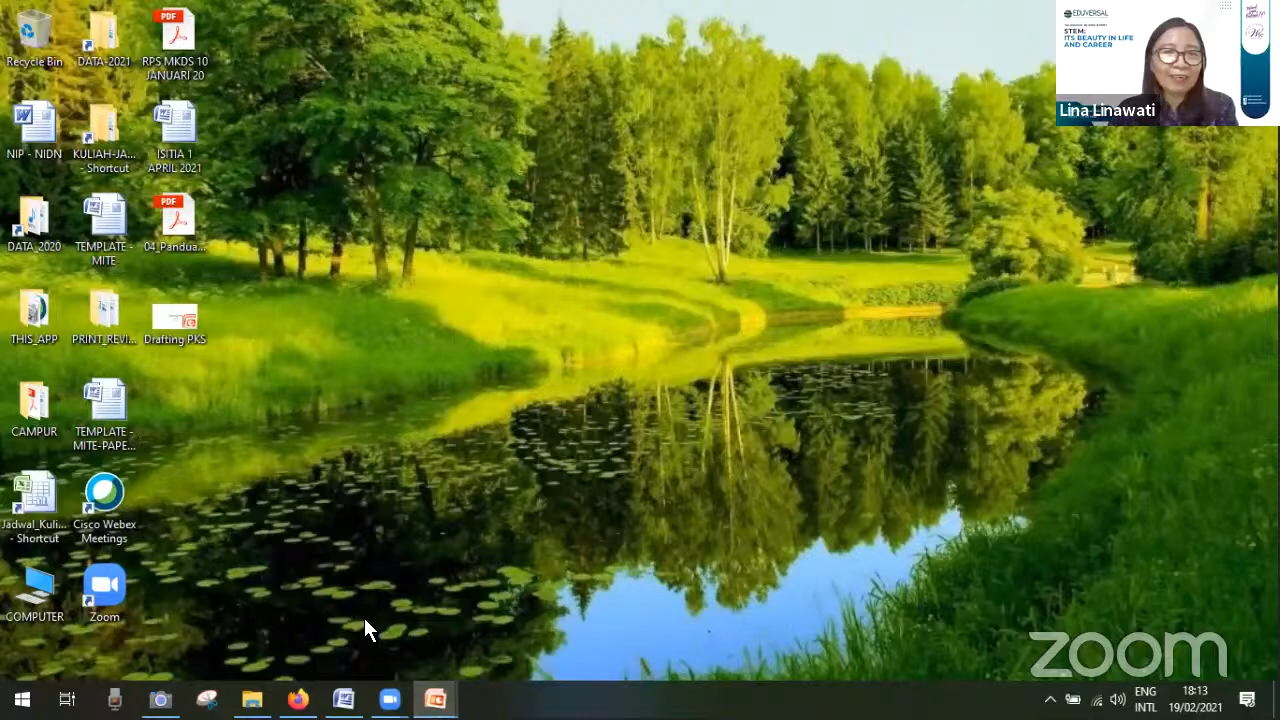 Recycle Bin
DATA-2021
PDF
RPS MKDS 10
JANUARI 20
NIP - NIDN
KULIAH-JA...
- Shortcut
ISITIA 1
APRIL 2021
DATA_2020
TEMPLATE -
MITE
PDF
04_Pandua...
THIS_APP
PRINT_REVI...
Drafting PKS
CAMPUR
TEMPLATE -
MITE-PAPE...
Jadwal_Kuli...
- Shortcut
Cisco Webex
Meetings
COMPUTER
Zoom
EDUVERSAL
STEM:
ITS BEAUTY IN LIFE
AND CAREER
Lina Linawati
zoom
ENG
INTL
18:13
19/02/2021